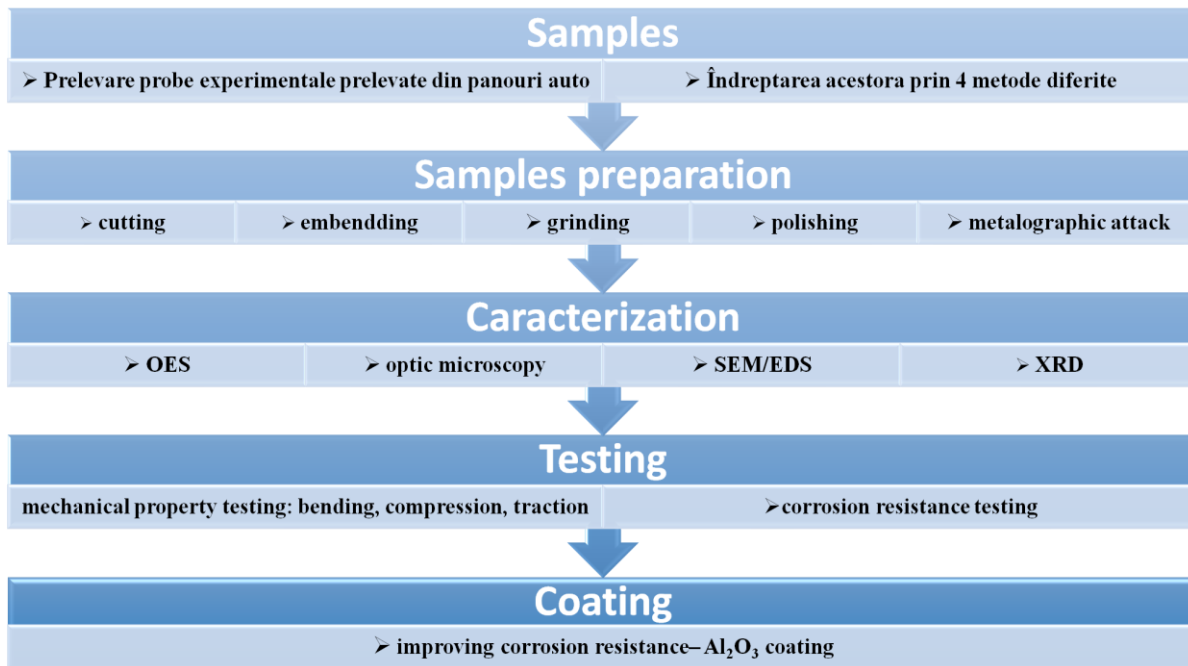 Samples
➢ Prelevare probe experimentale prelevate din panouri auto
➢ Îndreptarea acestora prin 4 metode diferite
Samples preparation
➢ cutting
➢ embendding
➢ grinding
➢ polishing
➢ metalographic attack
Caracterization
➢ OES
➢ optic microscopy
➢ SEM/EDS
➢ XRD
Testing
mechanical property testing: bending, compression, traction
➢corrosion resistance testing
Coating
➢ improving corrosion resistance– Al₂O₃ coating